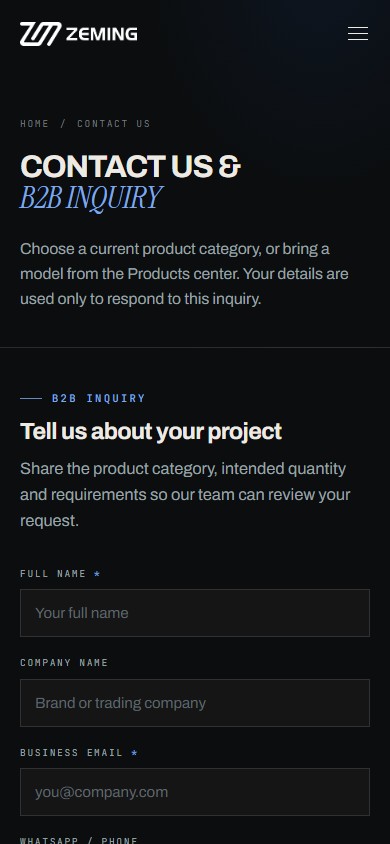 ZEMING
HOME / CONTACT US
CONTACT US &
B2B INQUIRY
Choose a current product category, or bring a
model from the Products center. Your details are
used only to respond to this inquiry.
B2B INQUIRY
Tell us about your project
Share the product category, intended quantity
and requirements so our team can review your
request.
FULL NAME *
Your full name
COMPANY NAME
Brand or trading company
BUSINESS EMAIL *
you@company.com
WHATSAPP / PHONE